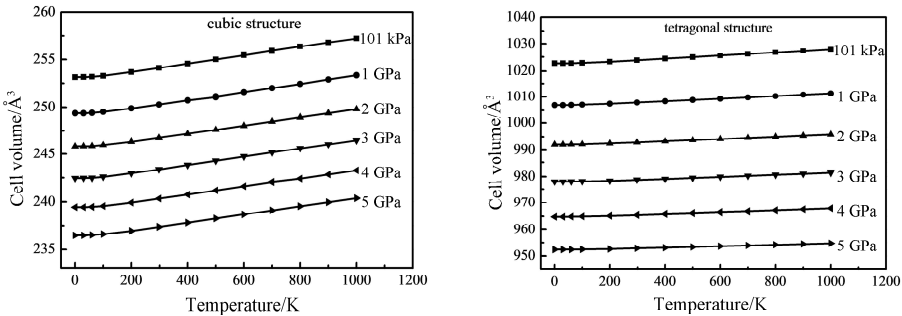 cubic structure
260
255
250
245
240
235
Cell volume/Å³
101 kPa
1 GPa
2 GPa
3 GPa
4 GPa
5 GPa
0 200 400 600 800 1000 1200
Temperature/K
tetragonal structure
1040
1030
1020
1010
1000
990
980
970
960
950
Cell volume/Å³
101 kPa
1 GPa
2 GPa
3 GPa
4 GPa
5 GPa
0 200 400 600 800 1000 1200
Temperature/K